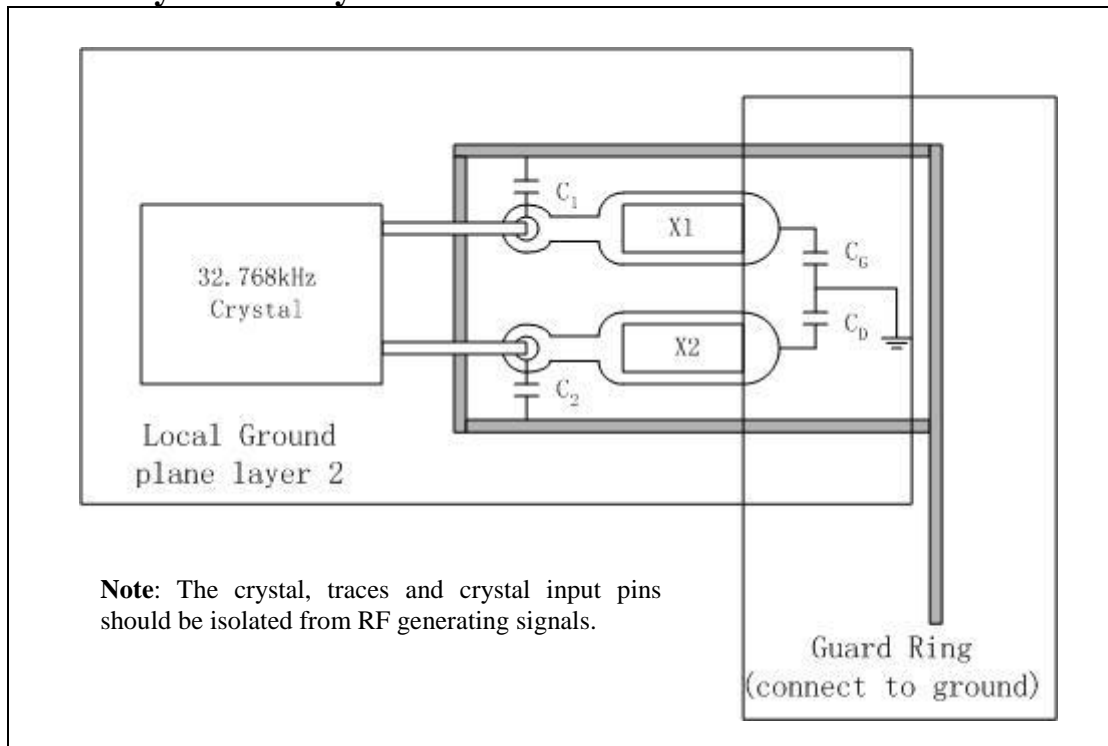 32.768kHz
Crystal
C1
X1
CG
X2
CD
C2
Local Ground
plane layer 2
Note: The crystal, traces and crystal input pins
should be isolated from RF generating signals.
Guard Ring
(connect to ground)